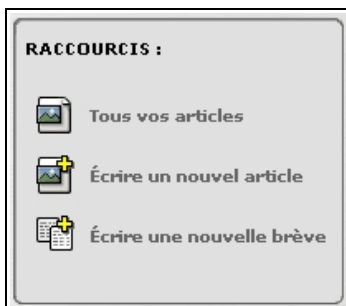 RACCOURCIS :
Tous vos articles
Écrire un nouvel article
Écrire une nouvelle brève